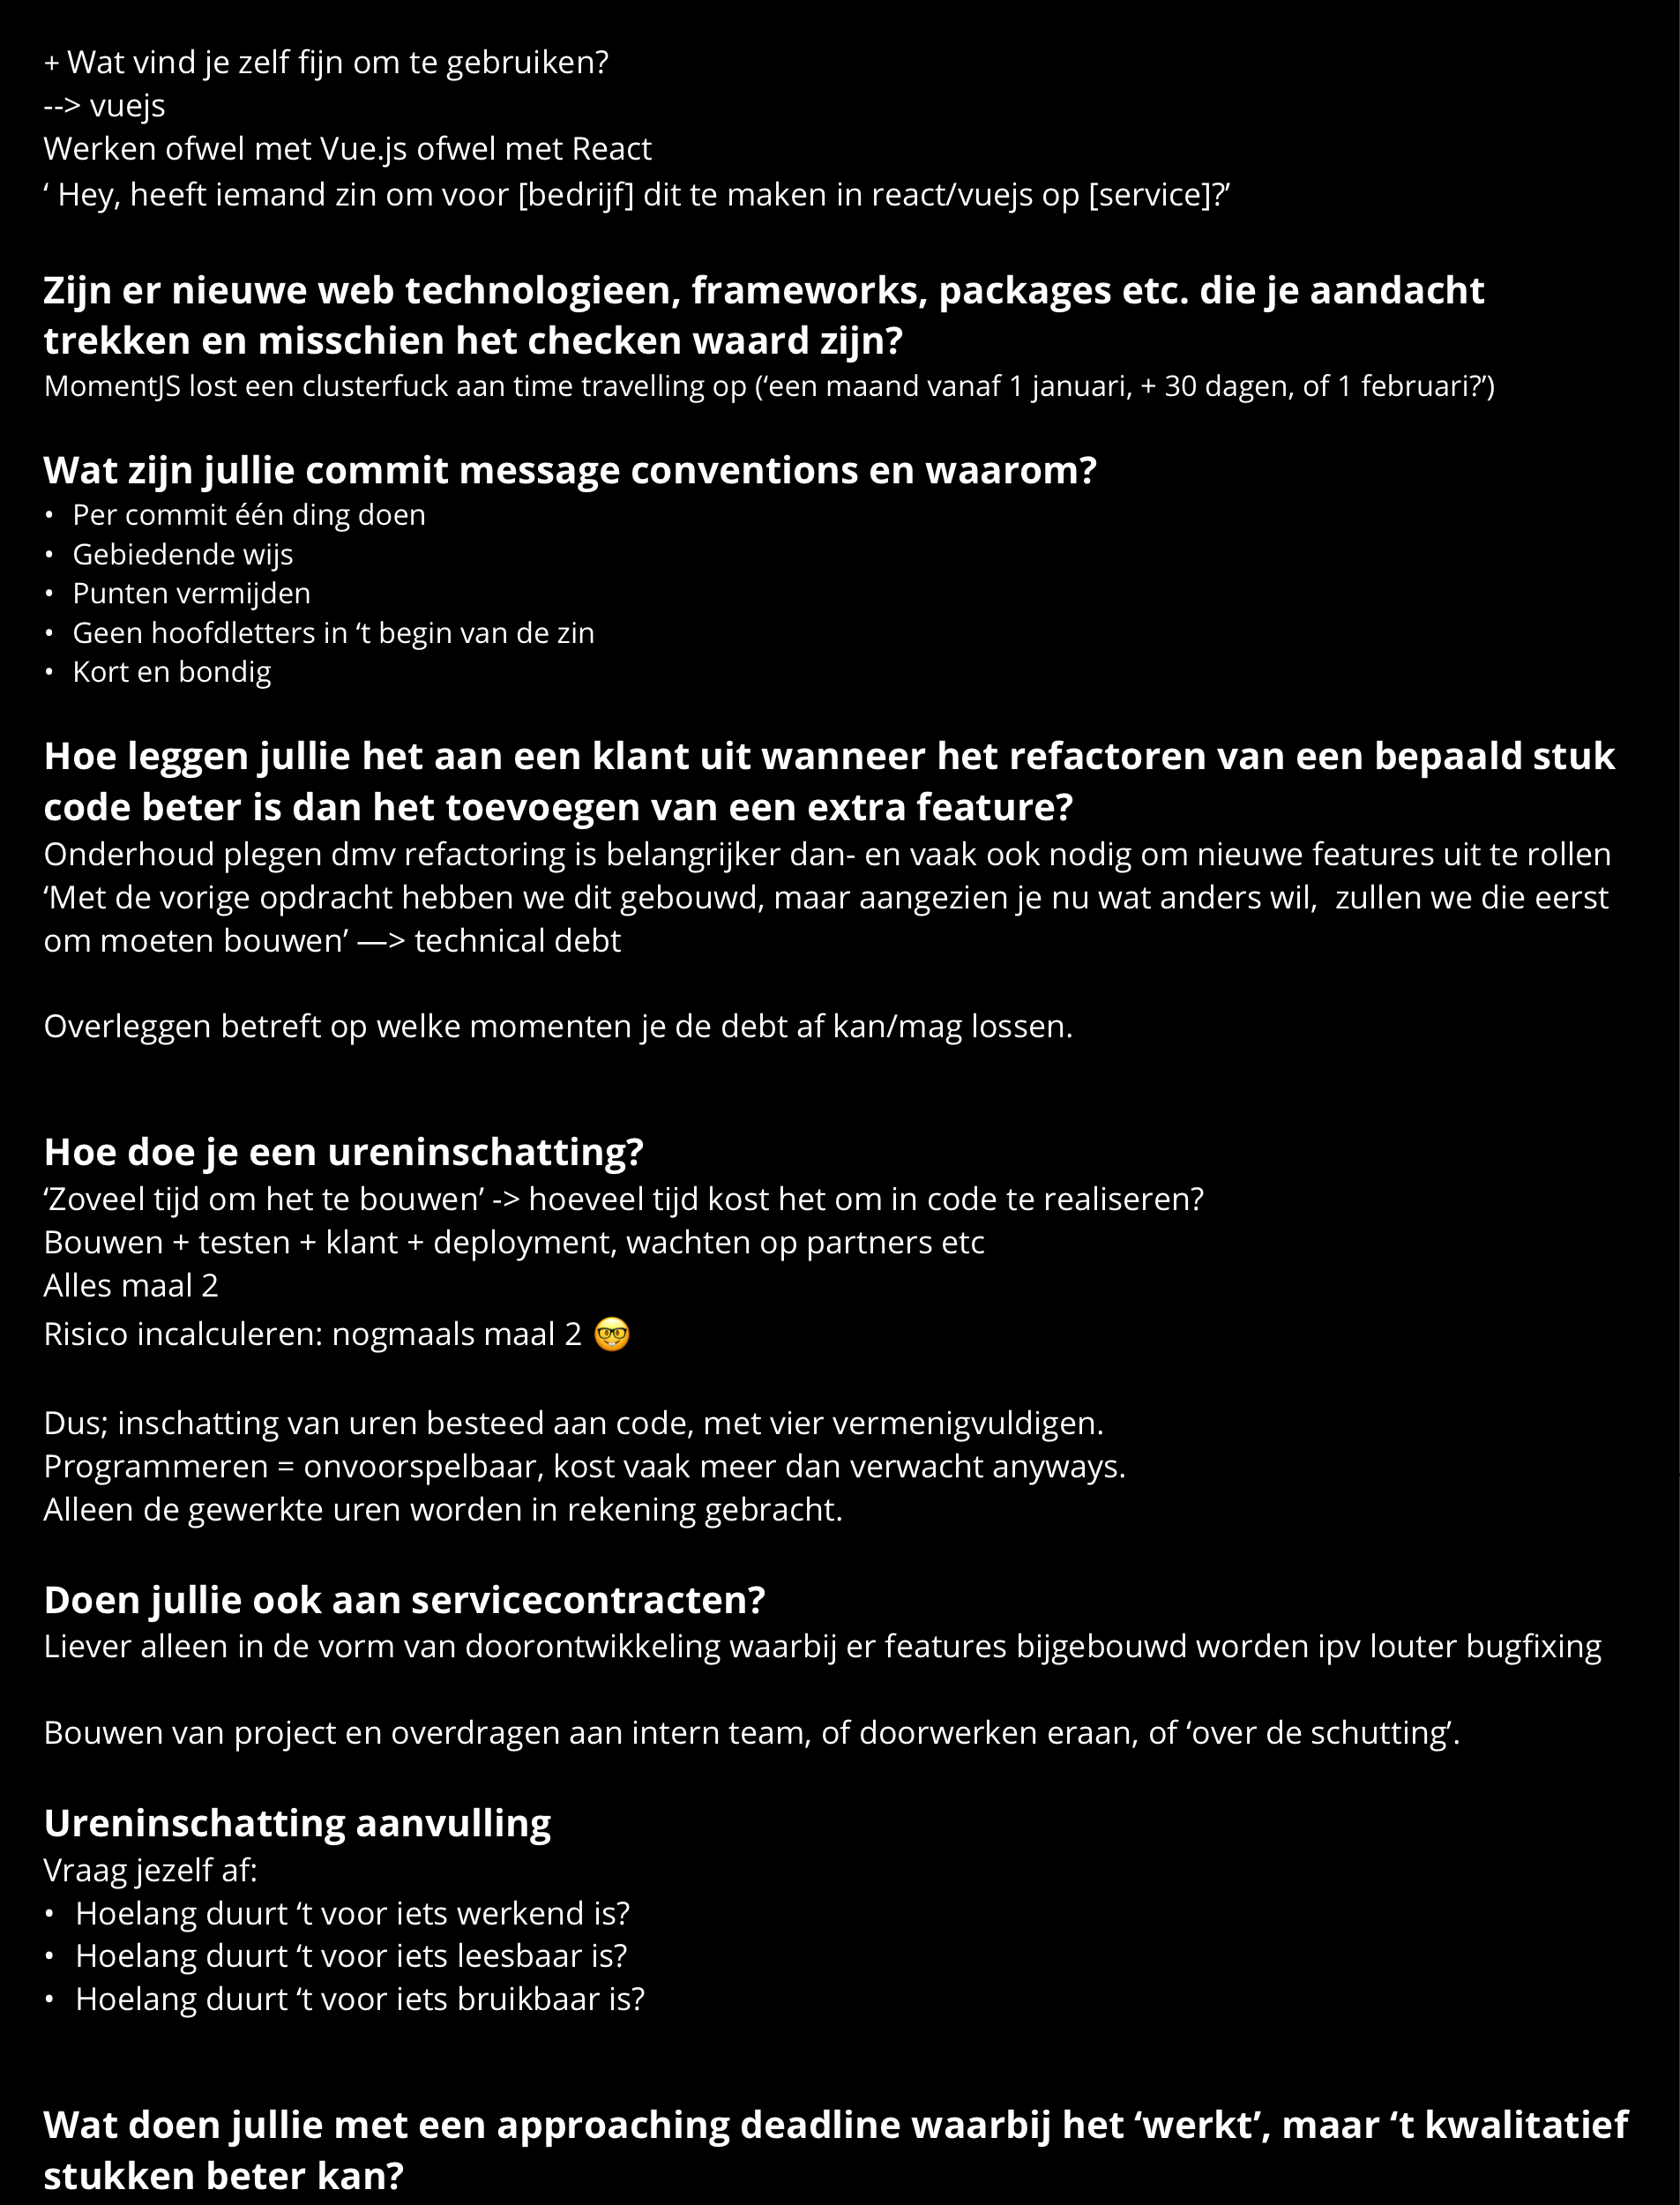 + Wat vind je zelf fijn om te gebruiken?
--> vuejs
Werken ofwel met Vue.js ofwel met React
‘ Hey, heeft iemand zin om voor [bedrijf] dit te maken in react/vuejs op [service]?’
Zijn er nieuwe web technologieen, frameworks, packages etc. die je aandacht
trekken en misschien het checken waard zijn?
MomentJS lost een clusterfuck aan time travelling op (‘een maand vanaf 1 januari, + 30 dagen, of 1 februari?’)
Wat zijn jullie commit message conventions en waarom?
• Per commit één ding doen
• Gebiedende wijs
• Punten vermijden
• Geen hoofdletters in ‘t begin van de zin
• Kort en bondig
Hoe leggen jullie het aan een klant uit wanneer het refactoren van een bepaald stuk
code beter is dan het toevoegen van een extra feature?
Onderhoud plegen dmv refactoring is belangrijker dan- en vaak ook nodig om nieuwe features uit te rollen
‘Met de vorige opdracht hebben we dit gebouwd, maar aangezien je nu wat anders wil,  zullen we die eerst
om moeten bouwen’ —> technical debt
Overleggen betreft op welke momenten je de debt af kan/mag lossen.
Hoe doe je een ureninschatting?
‘Zoveel tijd om het te bouwen’ -> hoeveel tijd kost het om in code te realiseren?
Bouwen + testen + klant + deployment, wachten op partners etc
Alles maal 2
Risico incalculeren: nogmaals maal 2 🤓
Dus; inschatting van uren besteed aan code, met vier vermenigvuldigen.
Programmeren = onvoorspelbaar, kost vaak meer dan verwacht anyways.
Alleen de gewerkte uren worden in rekening gebracht.
Doen jullie ook aan servicecontracten?
Liever alleen in de vorm van doorontwikkeling waarbij er features bijgebouwd worden ipv louter bugfixing
Bouwen van project en overdragen aan intern team, of doorwerken eraan, of ‘over de schutting’.
Ureninschatting aanvulling
Vraag jezelf af:
• Hoelang duurt ‘t voor iets werkend is?
• Hoelang duurt ‘t voor iets leesbaar is?
• Hoelang duurt ‘t voor iets bruikbaar is?
Wat doen jullie met een approaching deadline waarbij het ‘werkt’, maar ‘t kwalitatief
stukken beter kan?